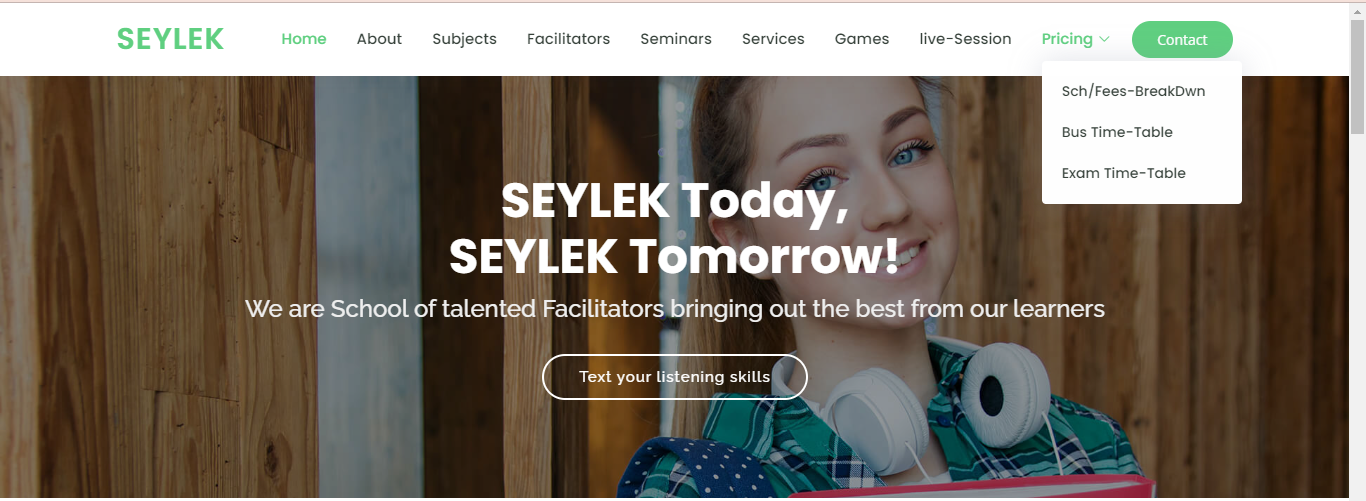 SEYLEK Home About Subjects Facilitators Seminars Services Games live-Session Pricing Contact
Sch/Fees-BreakDwn
Bus Time-Table
Exam Time-Table
SEYLEK Today,
SEYLEK Tomorrow!
We are School of talented Facilitators bringing out the best from our learners
Text your listening skills